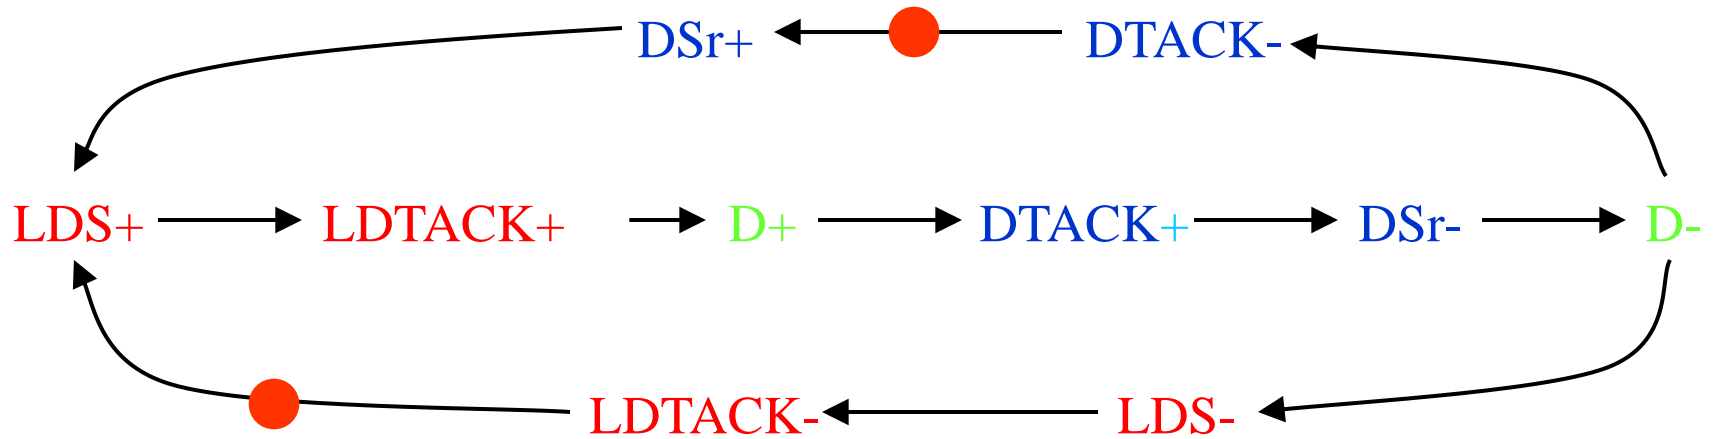 DSr+ DTACK-
LDS+ LDTACK+ D+ DTACK+ DSr- D-
LDTACK- LDS-